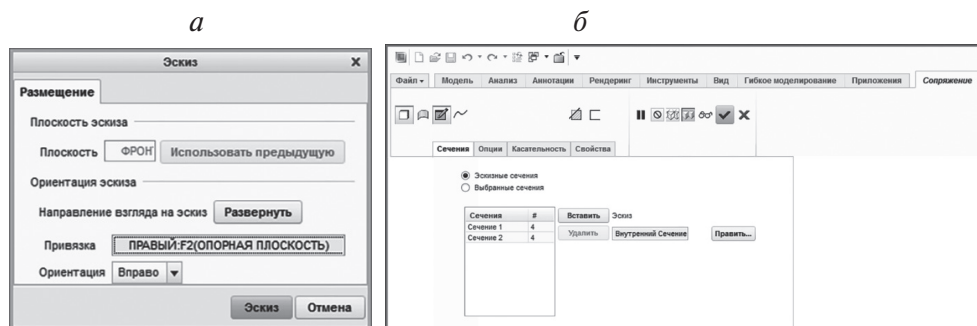 а
б
Эскиз X
Размещение
Плоскость эскиза
Плоскость ФРОН Использовать предыдущую
Ориентация эскиза
Направление взгляда на эскиз Развернуть
Привязка ПРАВЫЙ:F2(ОПОРНАЯ ПЛОСКОСТЬ)
Ориентация Вправо
Эскиз Отмена
Файл Модель Анализ Аннотации Рендеринг Инструменты Вид Гибкое моделирование Приложения Сопряжение
Сечения Опции Касательность Свойства
Эскизные сечения
Выбранные сечения
Сечения # Вставить Эскиз
Сечение 1 4 Удалить Внутренний Сечение Править...
Сечение 2 4